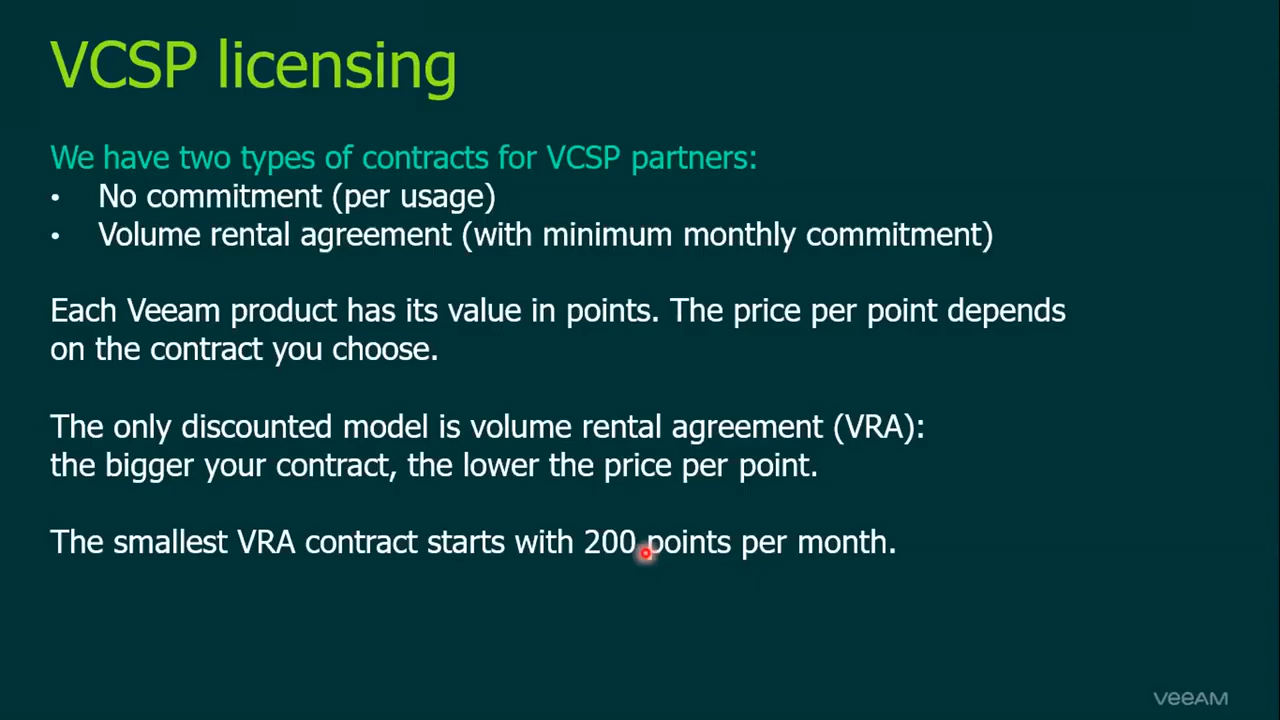 VCSP licensing
We have two types of contracts for VCSP partners:
• No commitment (per usage)
• Volume rental agreement (with minimum monthly commitment)
Each Veeam product has its value in points. The price per point depends
on the contract you choose.
The only discounted model is volume rental agreement (VRA):
the bigger your contract, the lower the price per point.
The smallest VRA contract starts with 200 points per month.
VEEAM